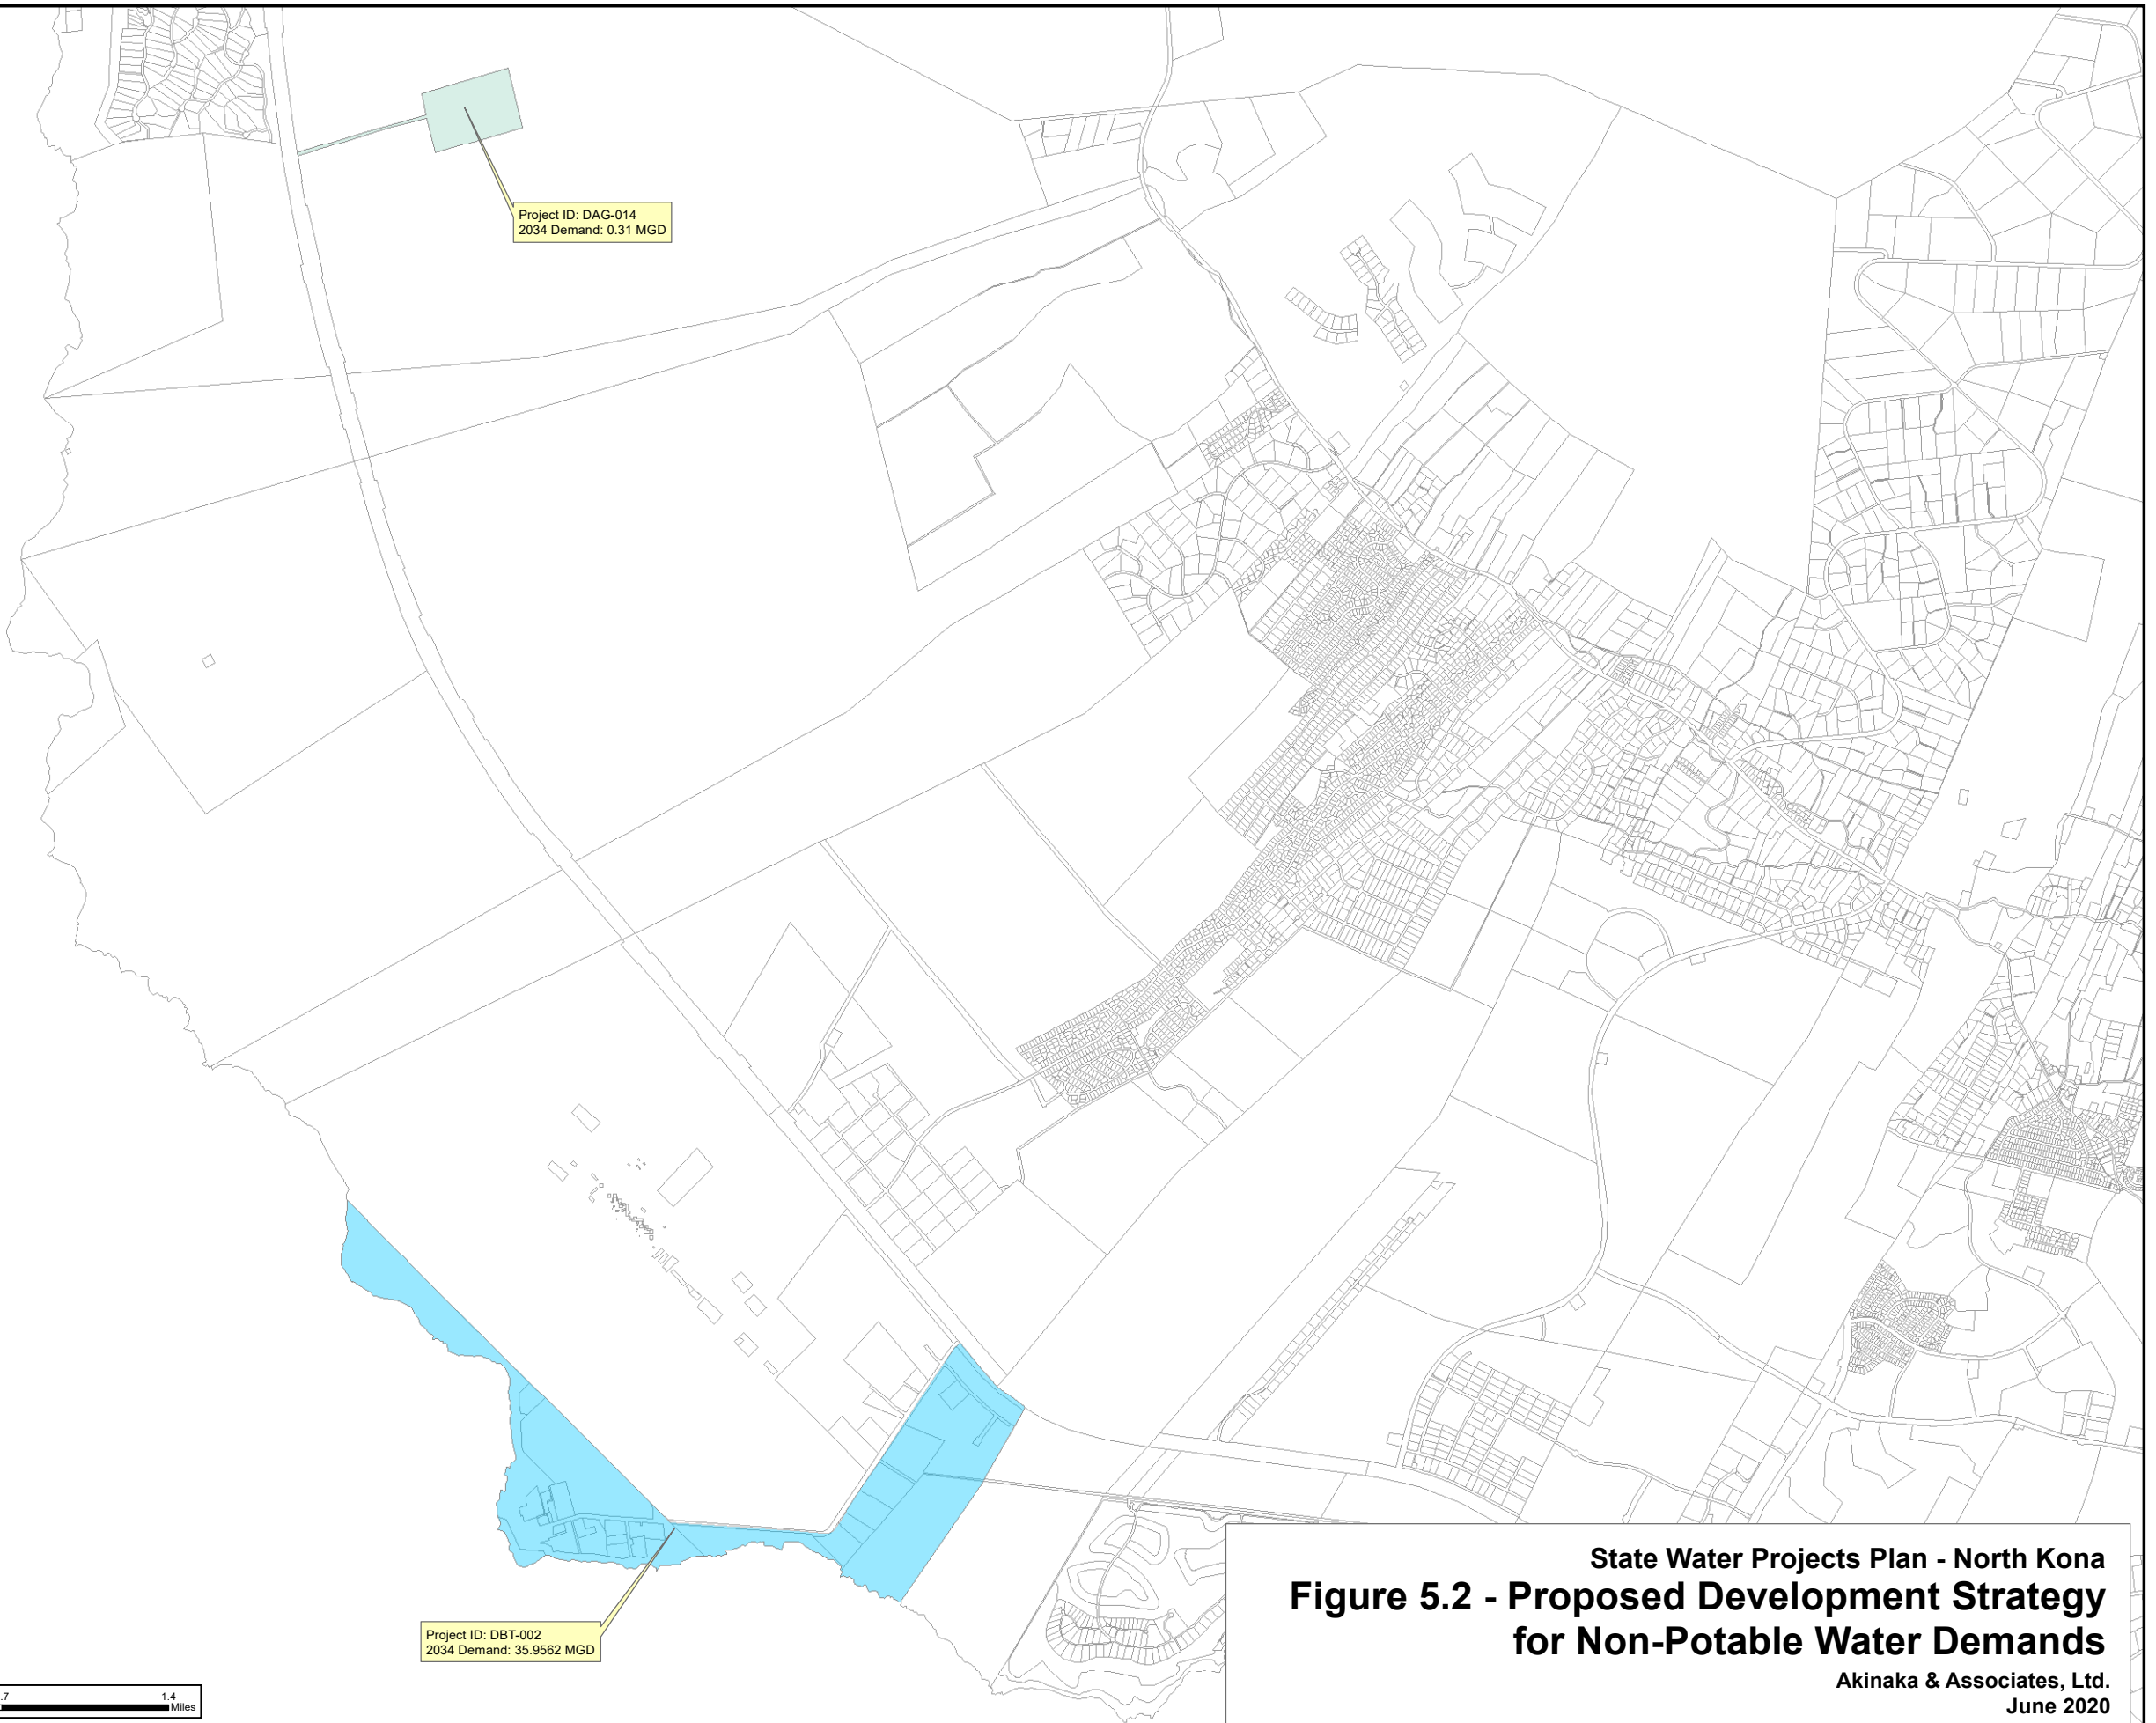 Project ID: DAG-014
2034 Demand: 0.31 MGD
Project ID: DBT-002
2034 Demand: 35.9562 MGD
.7 1.4
Miles
State Water Projects Plan - North Kona
Figure 5.2 - Proposed Development Strategy
for Non-Potable Water Demands
Akinaka & Associates, Ltd.
June 2020